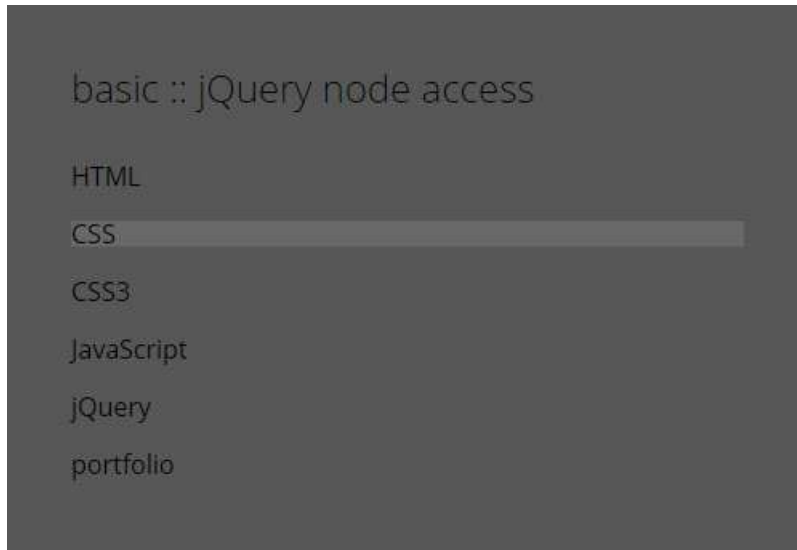 basic :: jQuery node access
HTML
CSS
CSS3
JavaScript
jQuery
portfolio